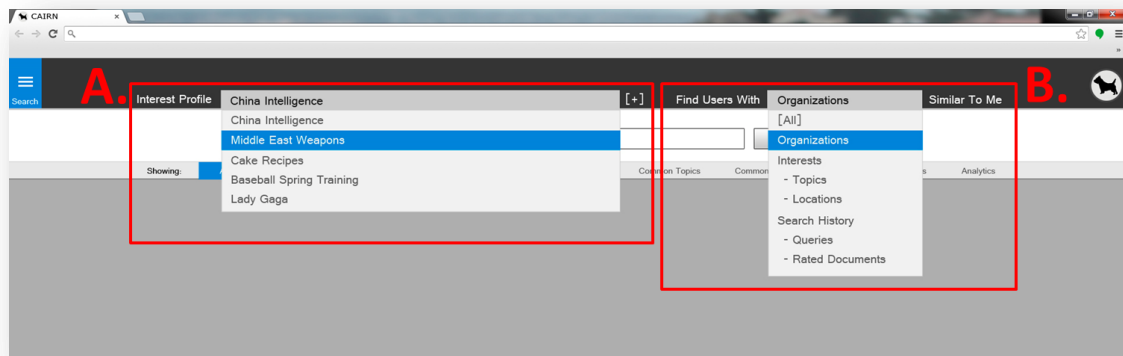 CAIRN
Search
A.
Interest Profile
China Intelligence
[+]
Find Users With
Organizations
Similar To Me
B.
China Intelligence
Middle East Weapons
Cake Recipes
Baseball Spring Training
Lady Gaga
[All]
Organizations
Interests
- Topics
- Locations
Search History
- Queries
- Rated Documents
Showing:
Common Topics
Common
Analytics